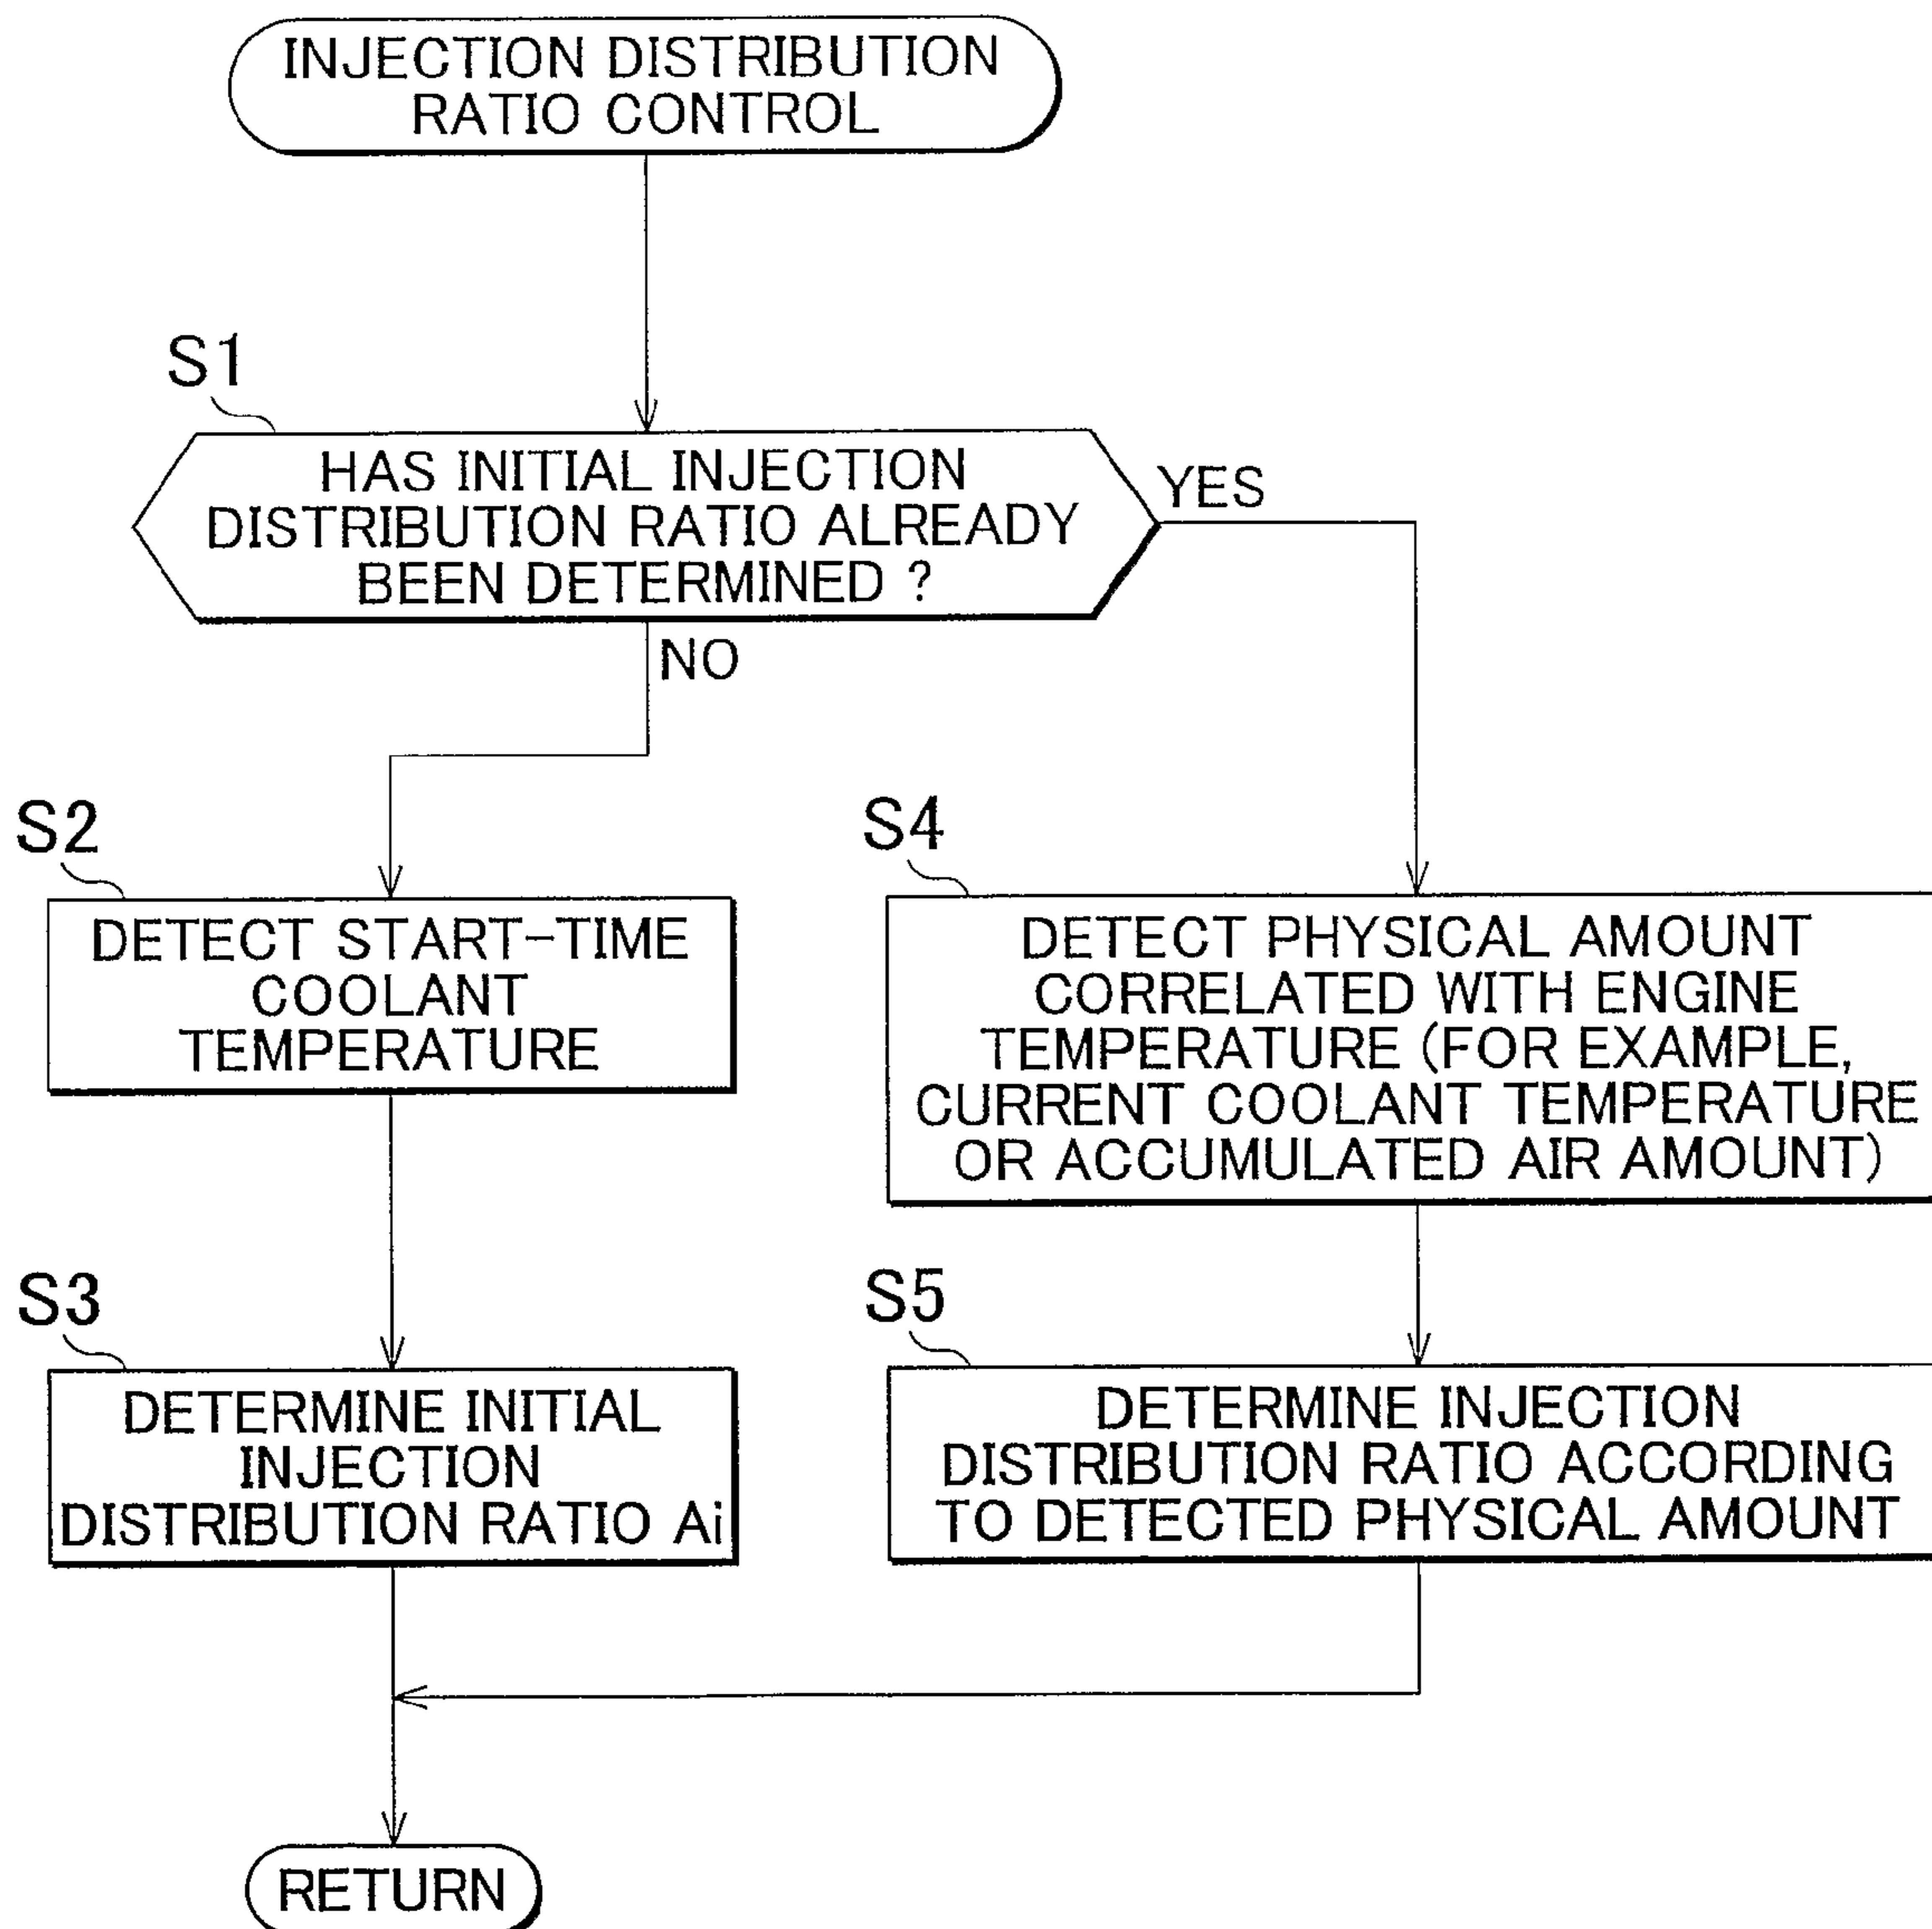 INJECTION DISTRIBUTION
RATIO CONTROL
S1
HAS INITIAL INJECTION
DISTRIBUTION RATIO ALREADY
BEEN DETERMINED ?
YES
NO
S2
DETECT START-TIME
COOLANT
TEMPERATURE
S4
DETECT PHYSICAL AMOUNT
CORRELATED WITH ENGINE
TEMPERATURE (FOR EXAMPLE,
CURRENT COOLANT TEMPERATURE
OR ACCUMULATED AIR AMOUNT)
S3
DETERMINE INITIAL
INJECTION
DISTRIBUTION RATIO Ai
S5
DETERMINE INJECTION
DISTRIBUTION RATIO ACCORDING
TO DETECTED PHYSICAL AMOUNT
RETURN